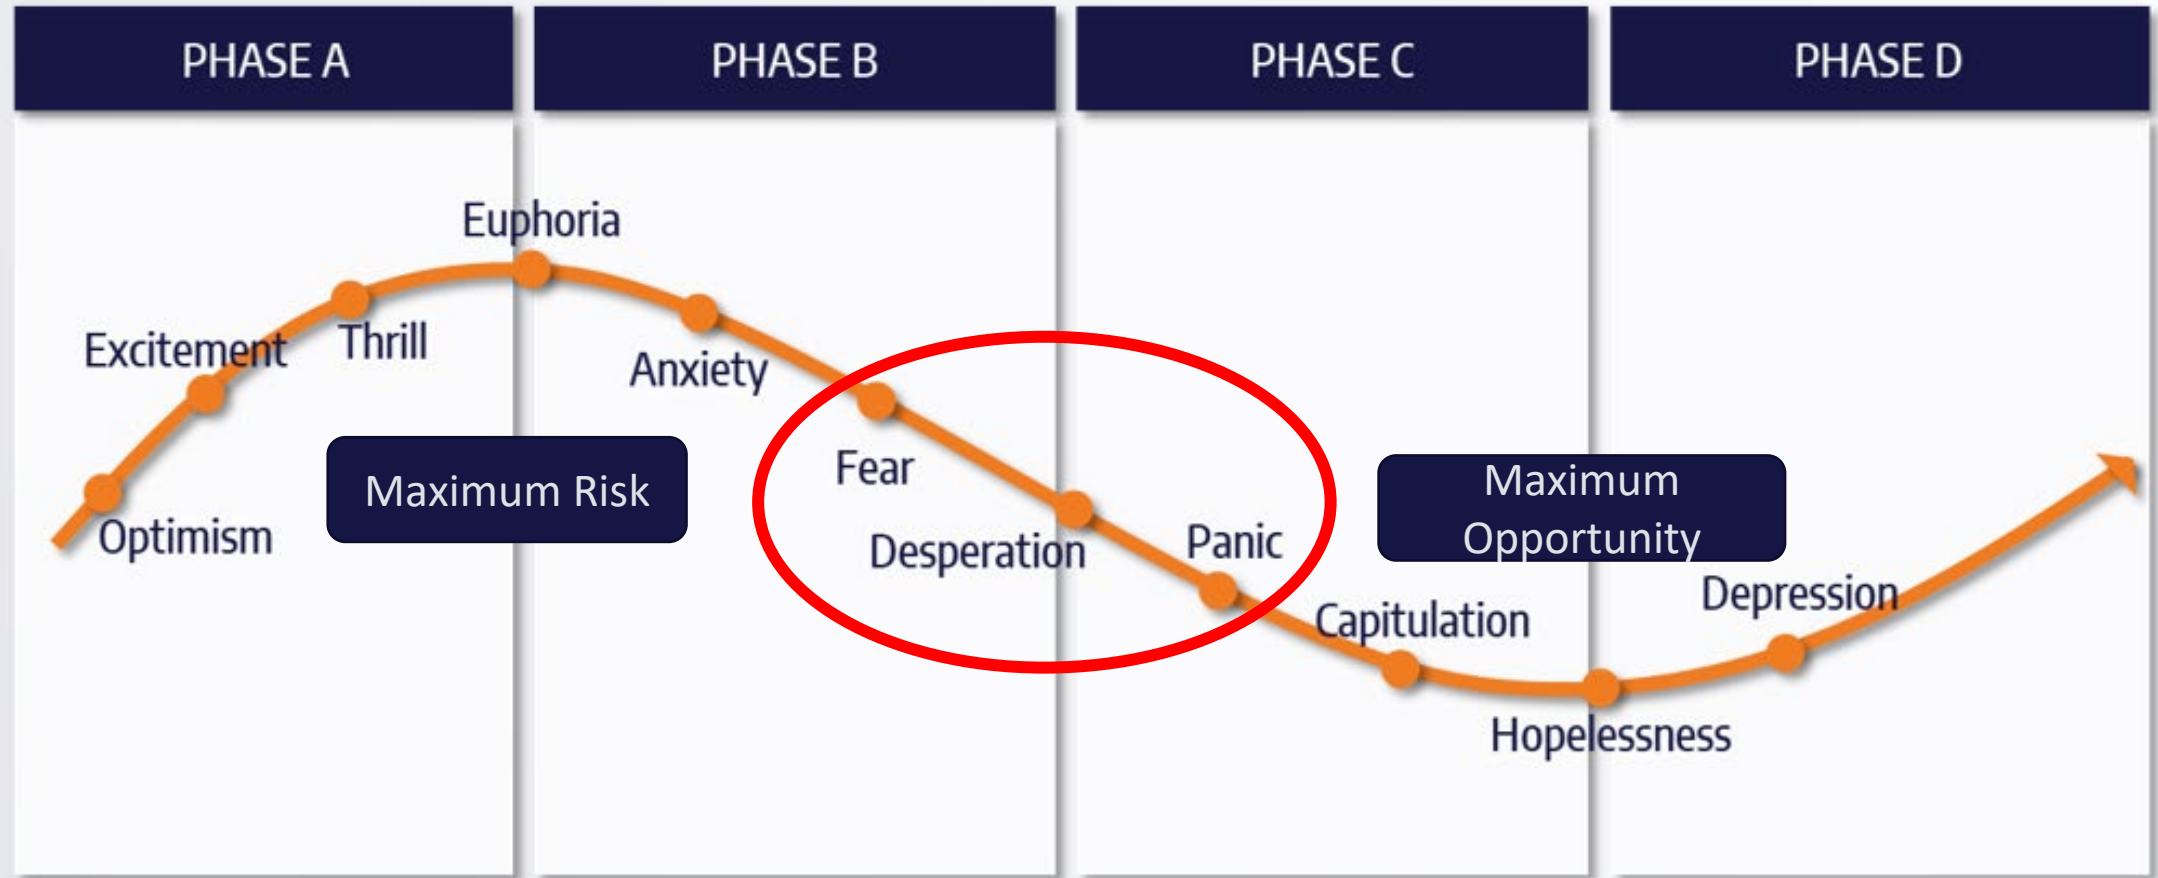 PHASE A
PHASE B
PHASE C
PHASE D
Euphoria
Excitement
Thrill
Anxiety
Optimism
Maximum Risk
Fear
Desperation
Panic
Maximum
Opportunity
Capitulation
Depression
Hopelessness